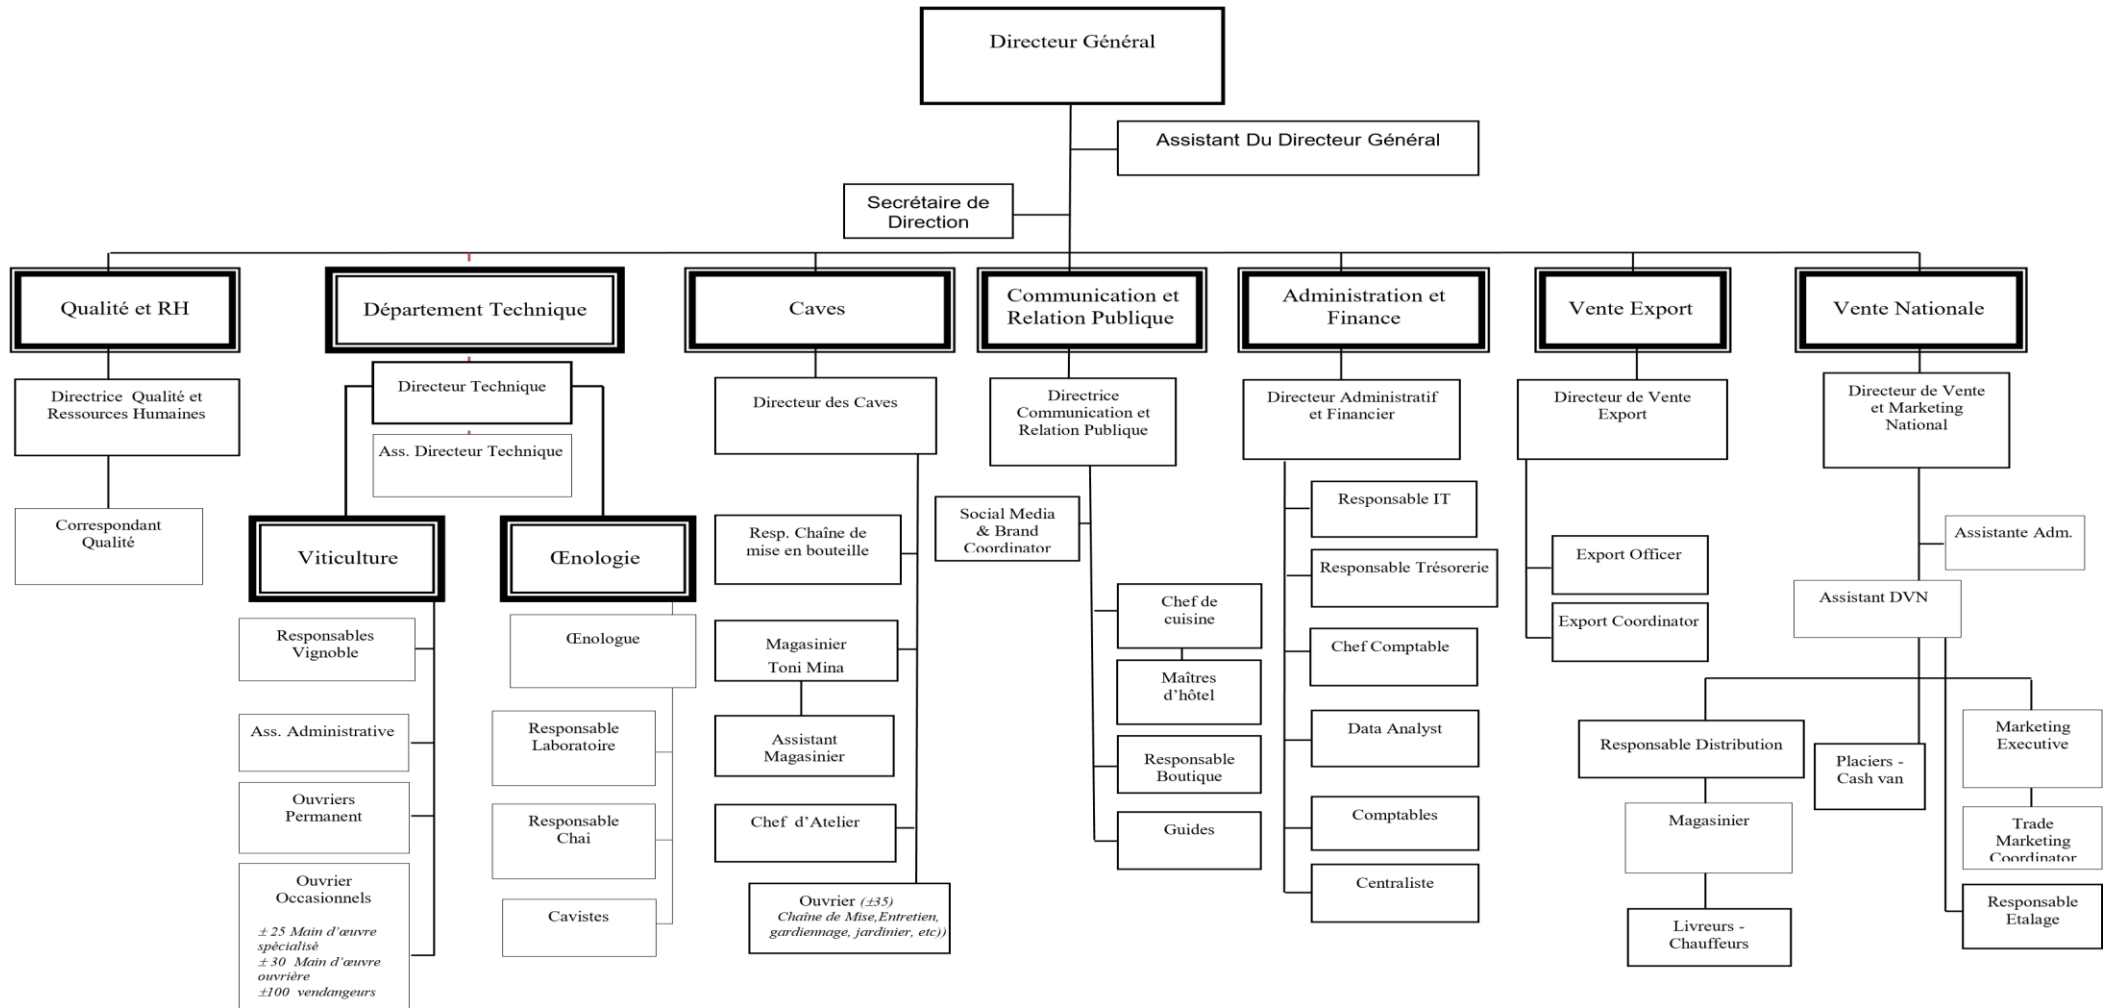 Directeur Général
Assistant Du Directeur Général
Secrétaire de
Direction
Qualité et RH
Département Technique
Caves
Communication et
Relation Publique
Administration et
Finance
Vente Export
Vente Nationale
Directrice Qualité et
Ressources Humaines
Correspondant
Qualité
Directeur Technique
Ass. Directeur Technique
Viticulture
Responsables
Vignoble
Ass. Administrative
Ouvriers
Permanent
Ouvrier
Occasionnels
± 25 Main d'œuvre
spécialisé
± 30 Main d'œuvre
ouvrière
±100 vendangeurs
Œnologie
Œnologue
Responsable
Laboratoire
Responsable
Chai
Cavistes
Directeur des Caves
Resp. Chaîne de
mise en bouteille
Magasinier
Toni Mina
Assistant
Magasinier
Chef d'Atelier
Ouvrier (±35)
Chaîne de Mise,Entretien,
gardiennage, jardinier, etc))
Directrice
Communication et
Relation Publique
Social Media
& Brand
Coordinator
Chef de
cuisine
Maîtres
d'hôtel
Responsable
Boutique
Guides
Directeur Administratif
et Financier
Responsable IT
Responsable Trésorerie
Chef Comptable
Data Analyst
Comptables
Centraliste
Directeur de Vente
Export
Export Officer
Export Coordinator
Directeur de Vente
et Marketing
National
Assistante Adm.
Assistant DVN
Responsable Distribution
Magasinier
Livreurs -
Chauffeurs
Placiers -
Cash van
Marketing
Executive
Trade
Marketing
Coordinator
Responsable
Etalage